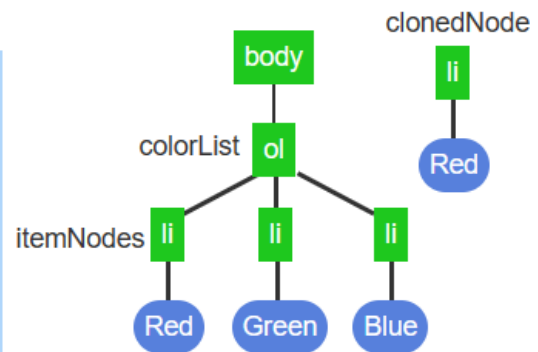 clonedNode
body
li
colorList ol
Red
itemNodes li li li
Red Green Blue